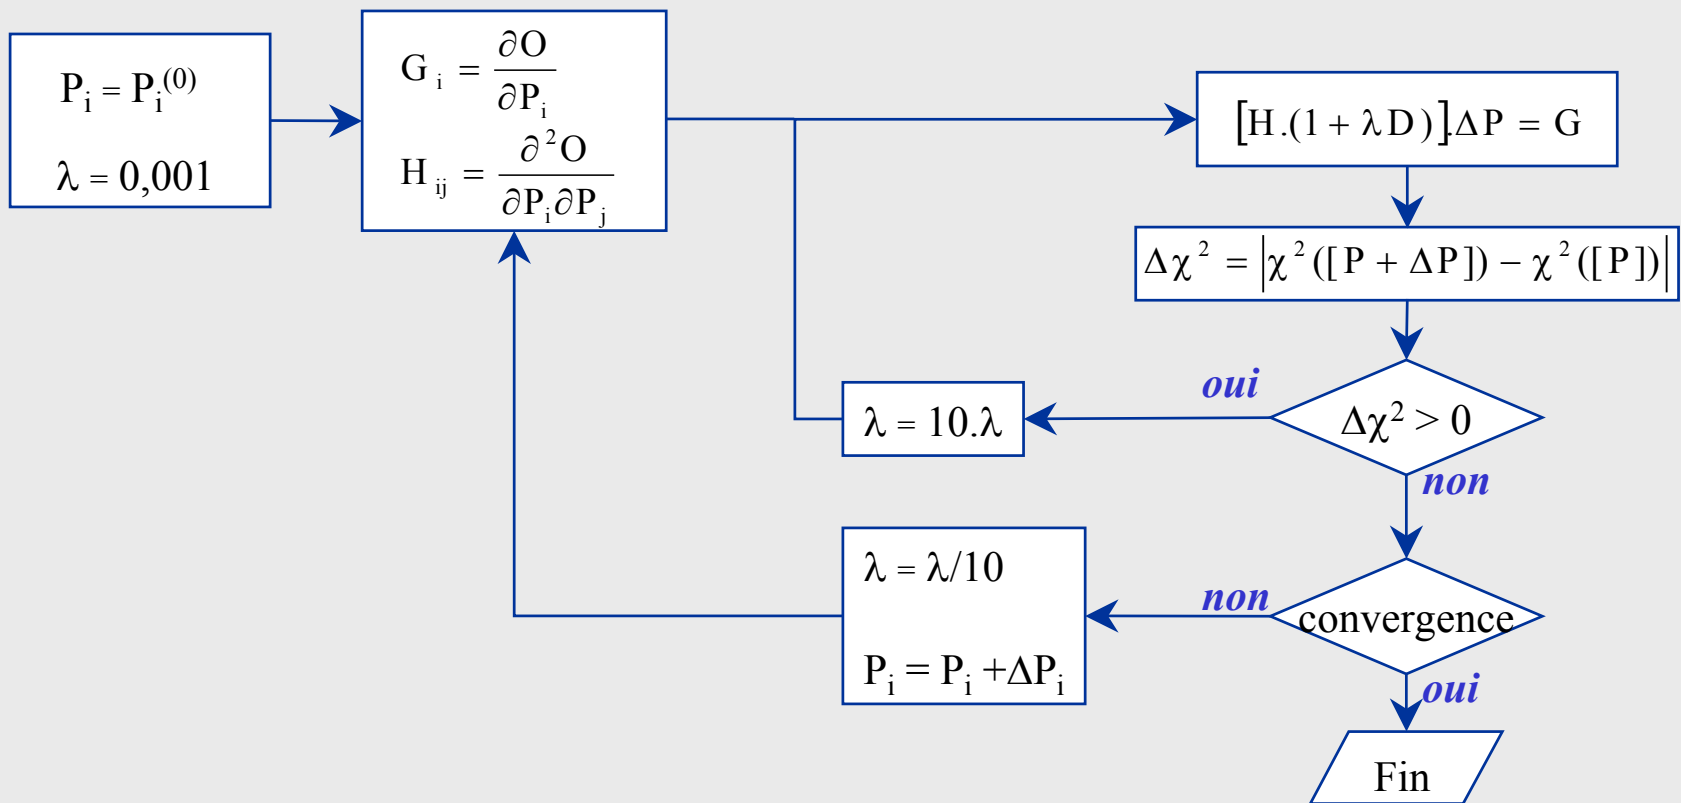 P_i = P_i^(0)
λ = 0,001
G_i = ∂O/∂P_i
H_ij = ∂²O/∂P_i∂P_j
[H.(1 + λD)].ΔP = G
Δχ² = |χ²([P + ΔP]) − χ²([P])|
oui
λ = 10.λ
Δχ² > 0
non
λ = λ/10
P_i = P_i +ΔP_i
non
convergence
oui
Fin